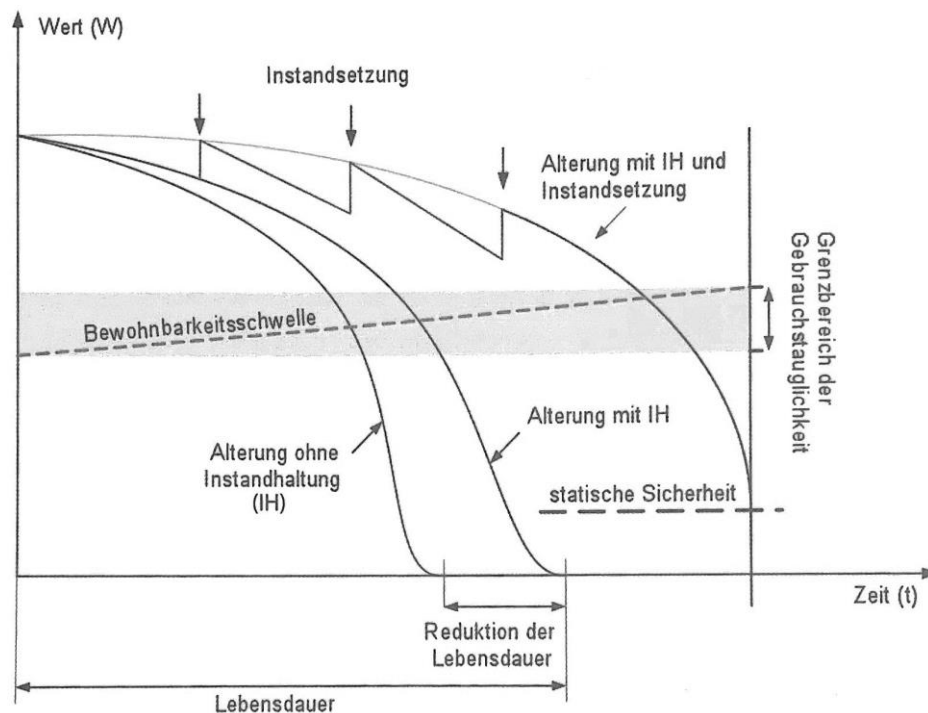 Wert (W)
Instandsetzung
Alterung mit IH und
Instandsetzung
Grenzbereich der
Gebrauchstauglichkeit
Bewohnbarkeitsschwelle
Alterung ohne
Instandhaltung
(IH)
Alterung mit IH
statische Sicherheit
Zeit (t)
Reduktion der
Lebensdauer
Lebensdauer